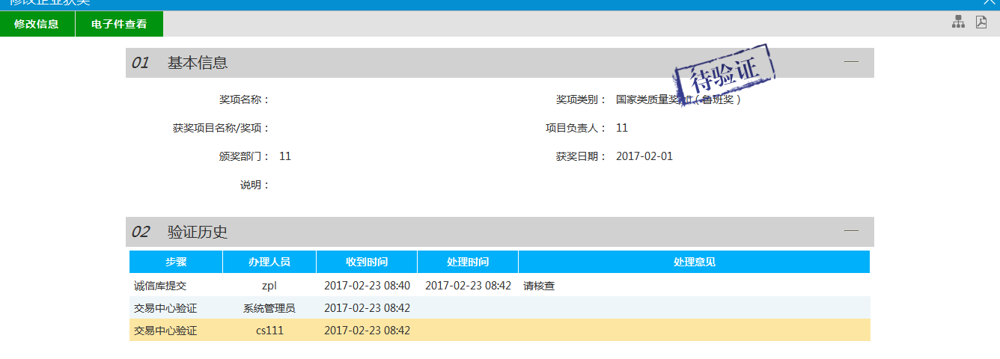 修改企业获奖
修改信息 电子件查看
01 基本信息
待验证
奖项名称： 奖项类别： 国家类质量奖如（鲁班奖）
获奖项目名称/奖项： 项目负责人： 11
颁奖部门： 11 获奖日期： 2017-02-01
说明：
02 验证历史
步骤 办理人员 收到时间 处理时间 处理意见
诚信库提交 zpl 2017-02-23 08:40 2017-02-23 08:42 请核查
交易中心验证 系统管理员 2017-02-23 08:42
交易中心验证 cs111 2017-02-23 08:42